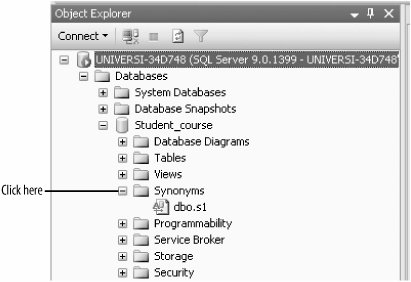 Object Explorer
Connect
UNIVERSI-34D748 (SQL Server 9.0.1399 - UNIVERSI-34D748
Databases
System Databases
Database Snapshots
Student_course
Database Diagrams
Tables
Views
Click here
Synonyms
dbo.s1
Programmability
Service Broker
Storage
Security